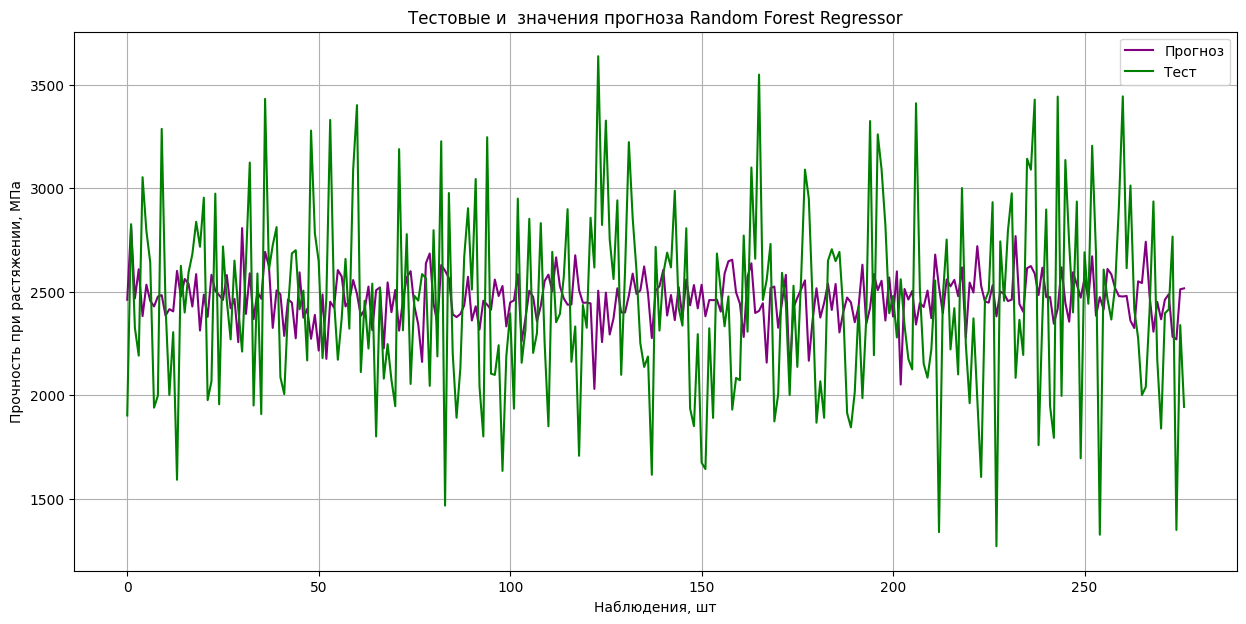 Тестовые и  значения прогноза Random Forest Regressor
Прогноз
Тест
Прочность при растяжении, МПа
3500
3000
2500
2000
1500
0
50
100
150
200
250
Наблюдения, шт